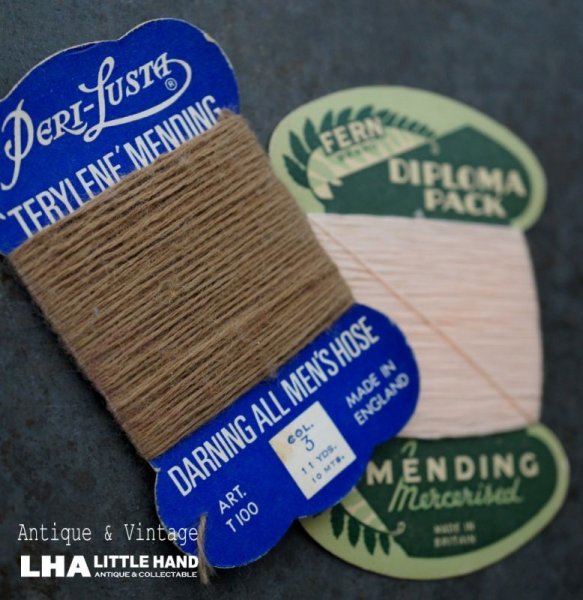 PERI-LUSTA®
'TERYLENE' MENDING
DARNING ALL MEN'S HOSE
COL.
3
11 YDS.
10 MTS.
ART.
T100
MADE IN
ENGLAND
FERN
DIPLOMA
PACK
MENDING
Mercerised
MADE IN
BRITAIN
Antique & Vintage
LHA LITTLE HAND
ANTIQUE & COLLECTABLE